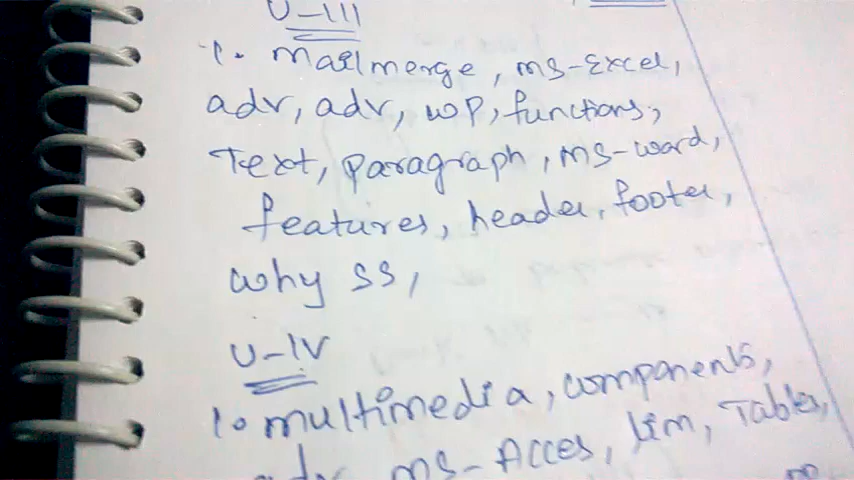 U-III
1. Mailmerge, MS-Excel,
adv, adv, WP, functions,
Text, paragraph, MS-word,
features, header, footer,
why SS,
U-IV
1. multimedia, components,
adv MS-Acces, lim, Tables,